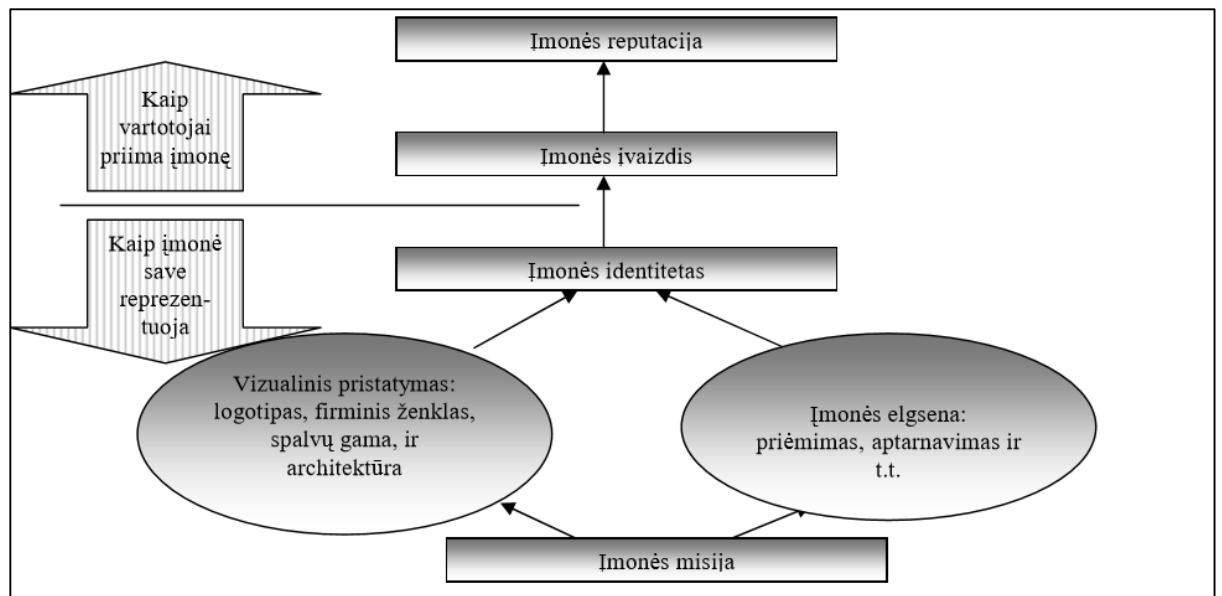 Įmonės reputacija
Kaip
vartotojai
priima įmonę
Įmonės įvaizdis
Kaip įmonė
save
reprezen-
tuoja
Įmonės identitetas
Vizualinis pristatymas:
logotipas, firminis ženklas,
spalvų gama, ir
architektūra
Įmonės elgsena:
priėmimas, aptarnavimas ir
t.t.
Įmonės misija